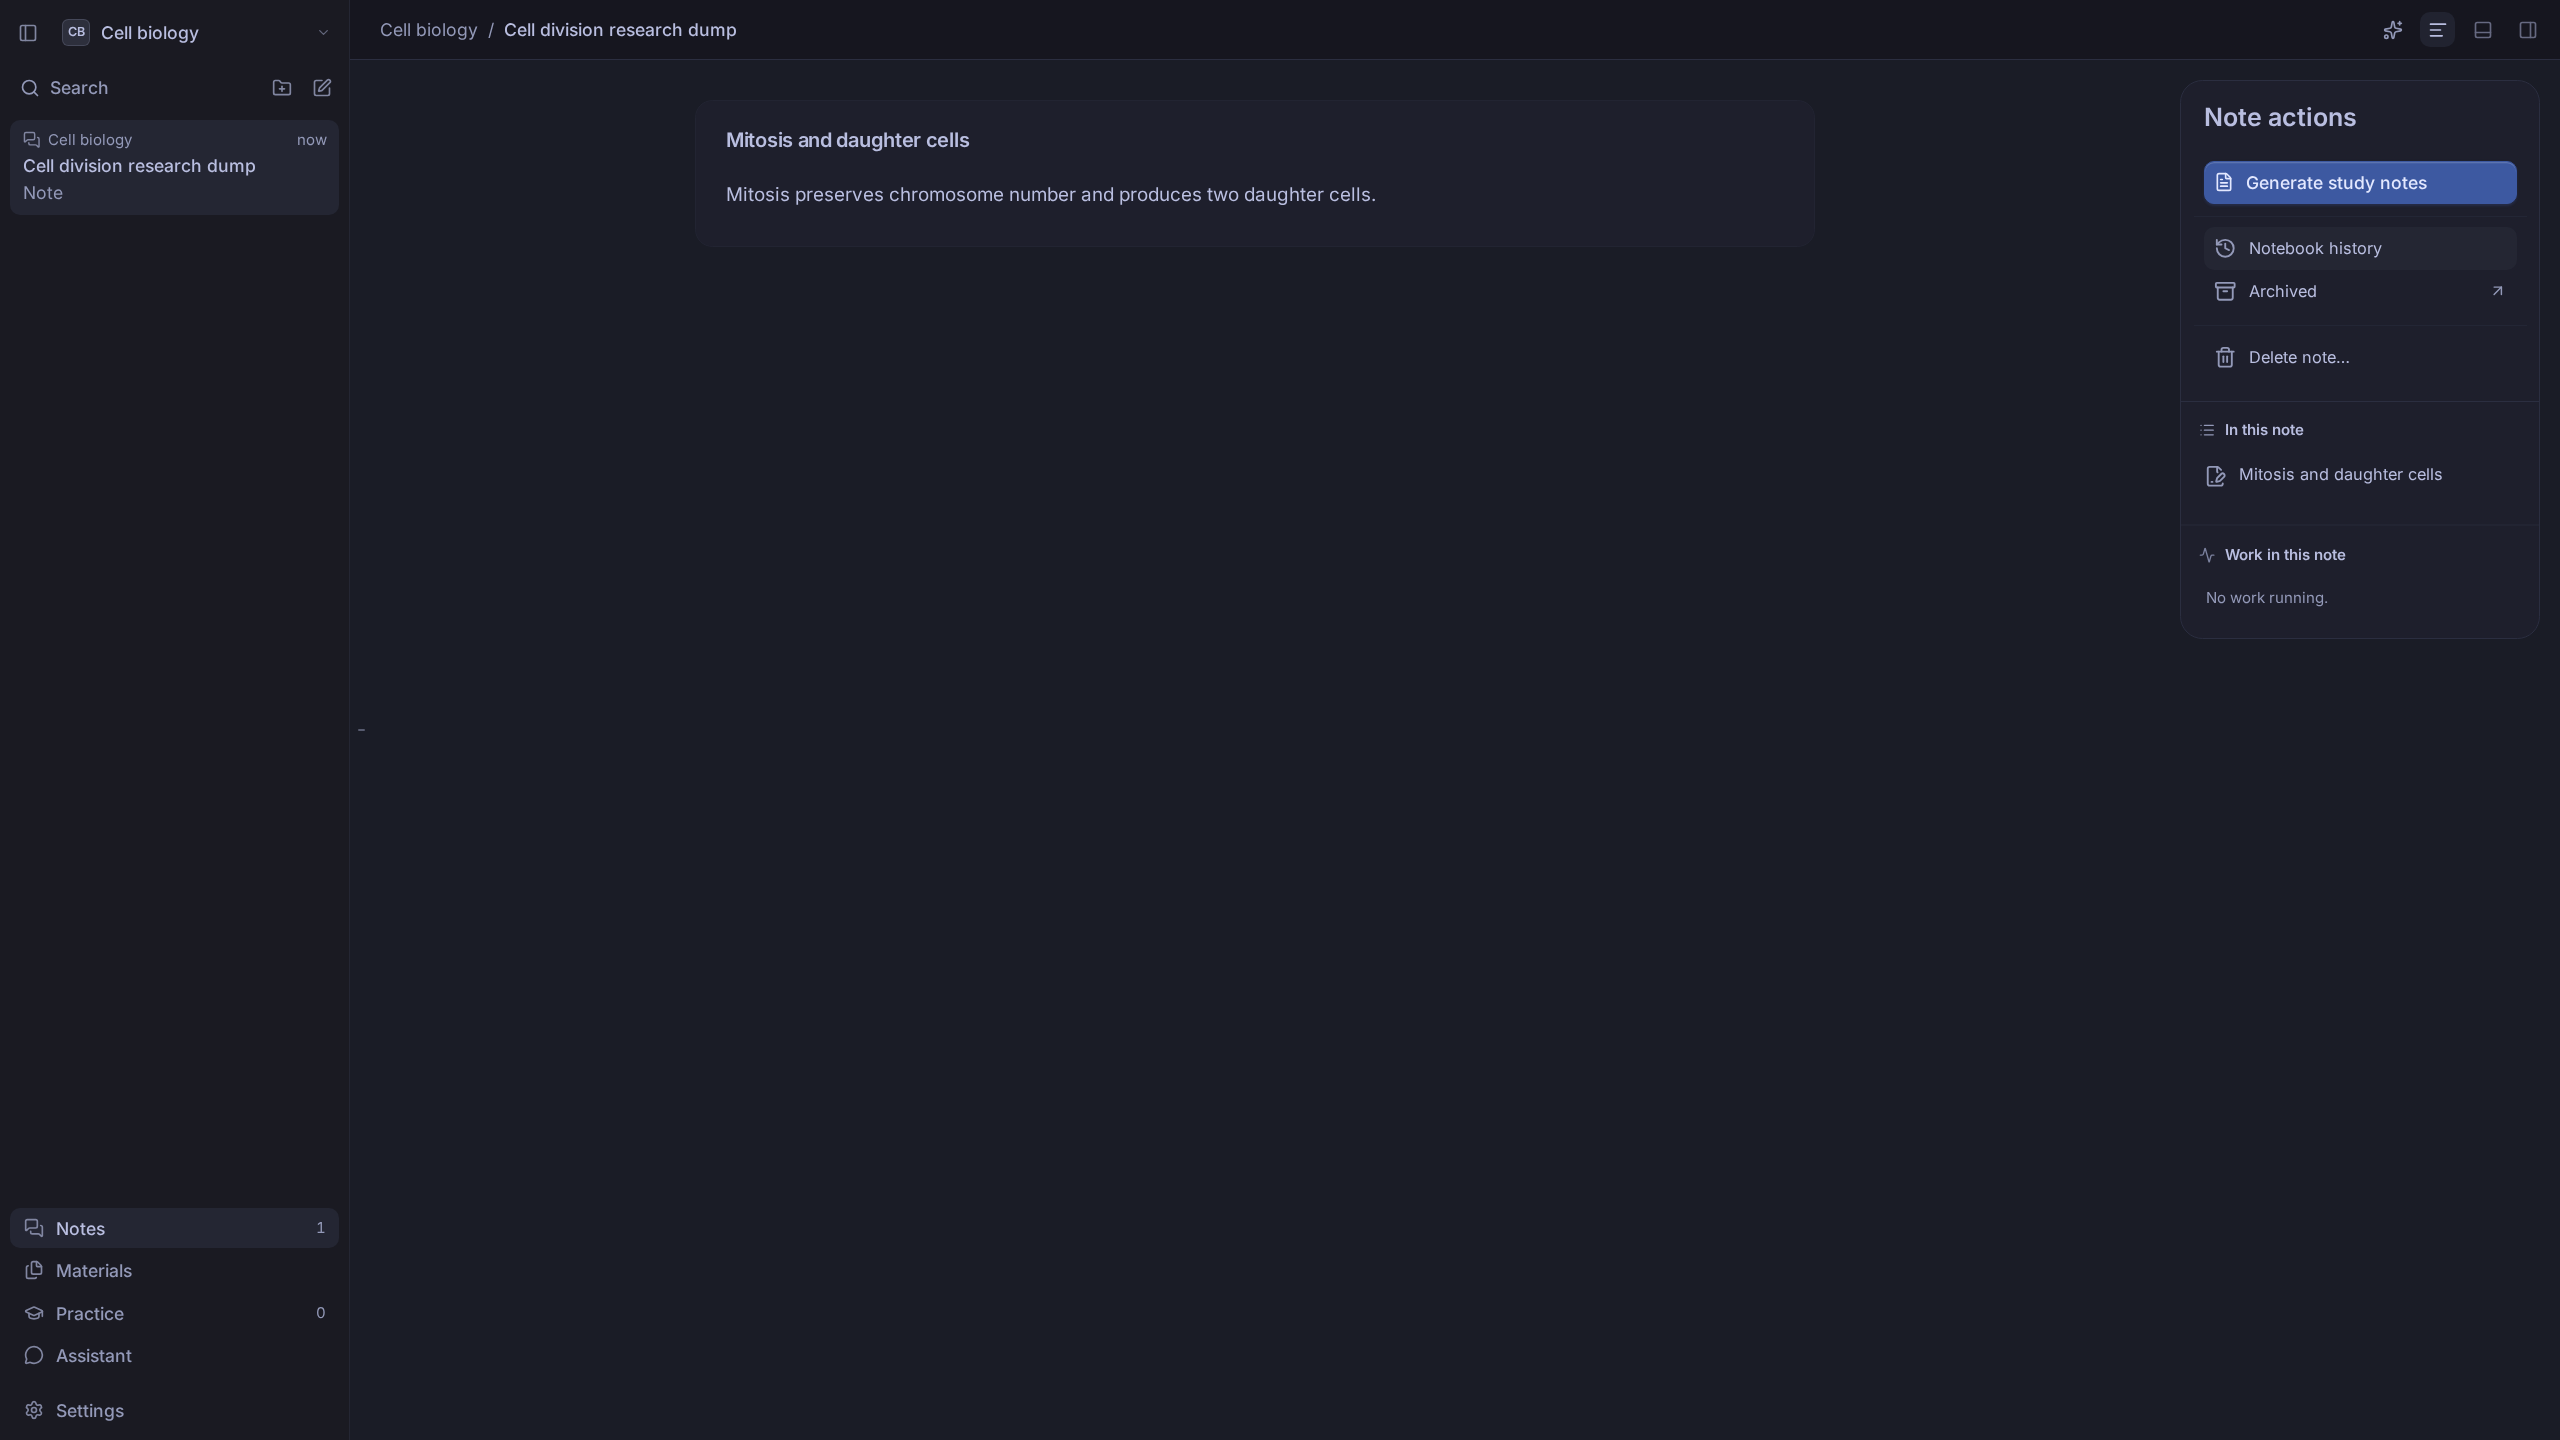 CB Cell biology
Search
Cell biology now
Cell division research dump
Note
Notes 1
Materials
Practice 0
Assistant
Settings
Cell biology / Cell division research dump
Mitosis and daughter cells
Mitosis preserves chromosome number and produces two daughter cells.
Note actions
Generate study notes
Notebook history
Archived
Delete note...
In this note
Mitosis and daughter cells
Work in this note
No work running.